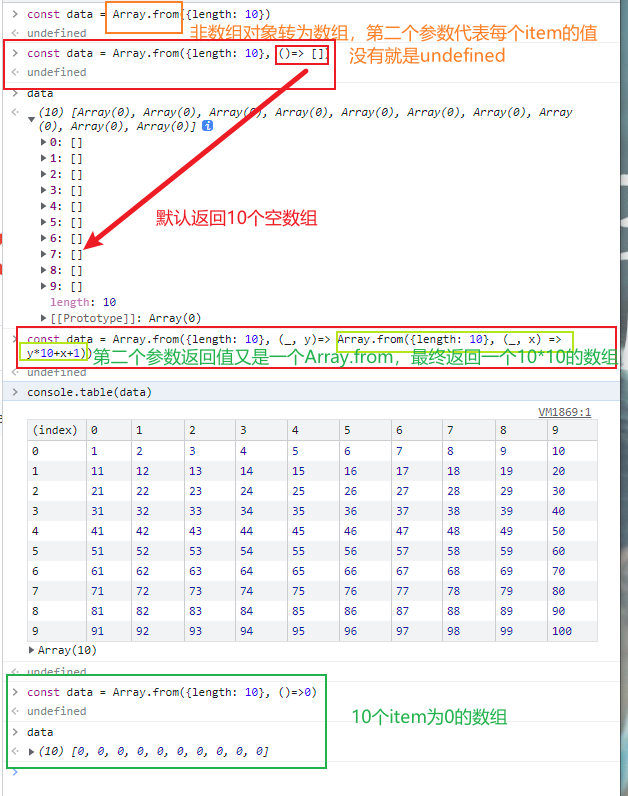 const data = Array.from({length: 10})
undefined
非数组对象转为数组，第二个参数代表每个item的值
没有就是undefined
const data = Array.from({length: 10}, ()=> [])
undefined
data
(10) [Array(0), Array(0), Array(0), Array(0), Array(0), Array(0), Array(0), Array
(0), Array(0), Array(0)]
0: []
1: []
2: []
3: []
4: []
5: []
6: []
7: []
8: []
9: []
length: 10
[[Prototype]]: Array(0)
默认返回10个空数组
const data = Array.from({length: 10}, (_, y)=> Array.from({length: 10}, (_, x) =>
y*10+x+1))
第二个参数返回值又是一个Array.from，最终返回一个10*10的数组
undefined
console.table(data)
VM1869:1
(index) 0 1 2 3 4 5 6 7 8 9
0 1 2 3 4 5 6 7 8 9 10
1 11 12 13 14 15 16 17 18 19 20
2 21 22 23 24 25 26 27 28 29 30
3 31 32 33 34 35 36 37 38 39 40
4 41 42 43 44 45 46 47 48 49 50
5 51 52 53 54 55 56 57 58 59 60
6 61 62 63 64 65 66 67 68 69 70
7 71 72 73 74 75 76 77 78 79 80
8 81 82 83 84 85 86 87 88 89 90
9 91 92 93 94 95 96 97 98 99 100
Array(10)
undefined
const data = Array.from({length: 10}, ()=>0)
undefined
data
(10) [0, 0, 0, 0, 0, 0, 0, 0, 0, 0]
10个item为0的数组